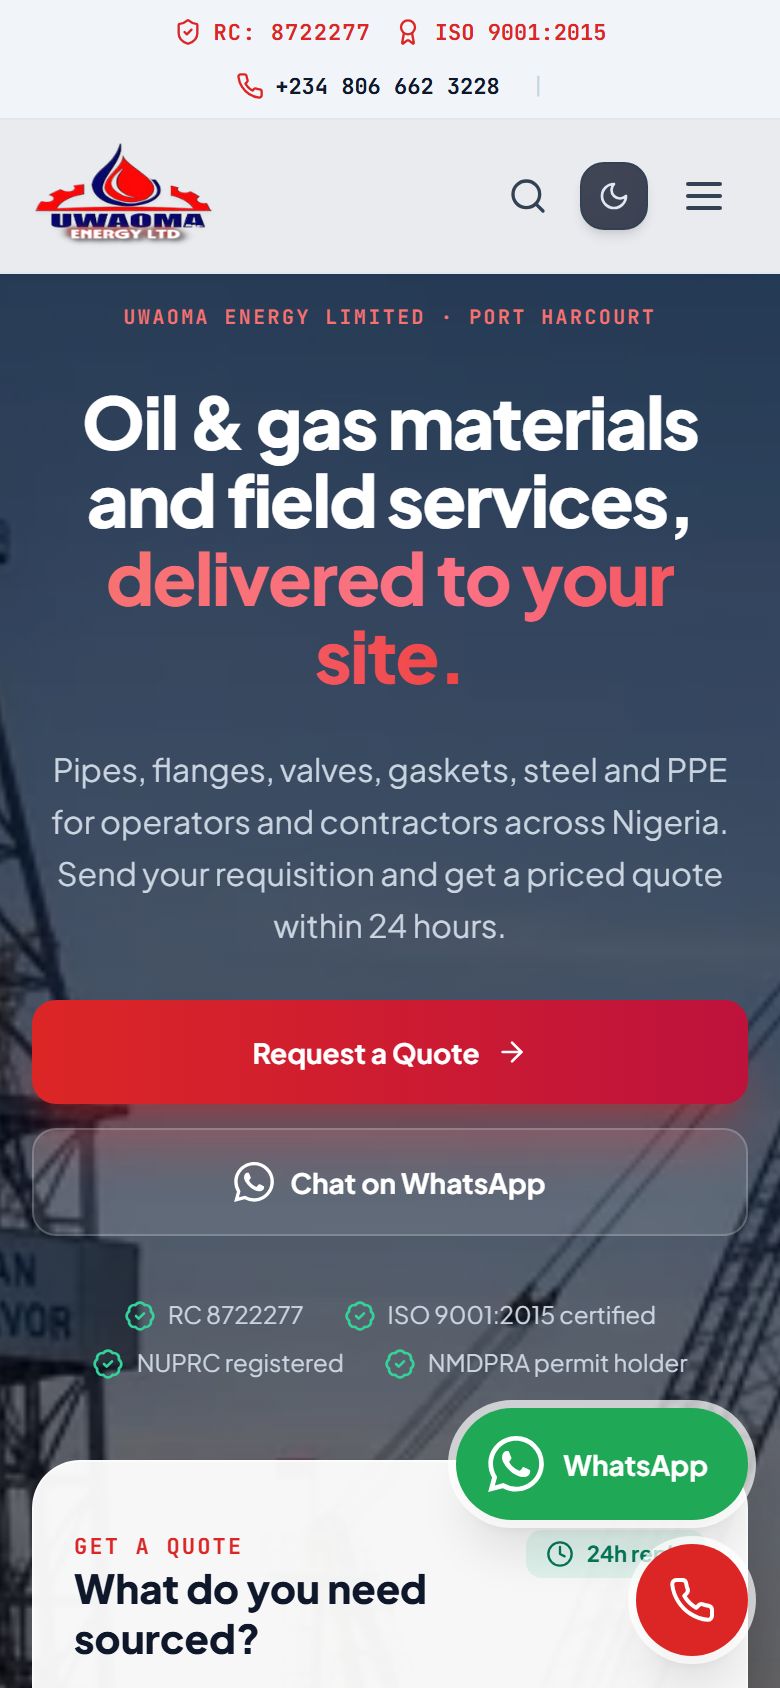 RC: 8722277 ISO 9001:2015
+234 806 662 3228
UWAOMA
ENERGY LTD
UWAOMA ENERGY LIMITED · PORT HARCOURT
Oil & gas materials
and field services,
delivered to your
site.
Pipes, flanges, valves, gaskets, steel and PPE
for operators and contractors across Nigeria.
Send your requisition and get a priced quote
within 24 hours.
Request a Quote
Chat on WhatsApp
RC 8722277 ISO 9001:2015 certified
NUPRC registered NMDPRA permit holder
WhatsApp
GET A QUOTE
24h
What do you need
sourced?